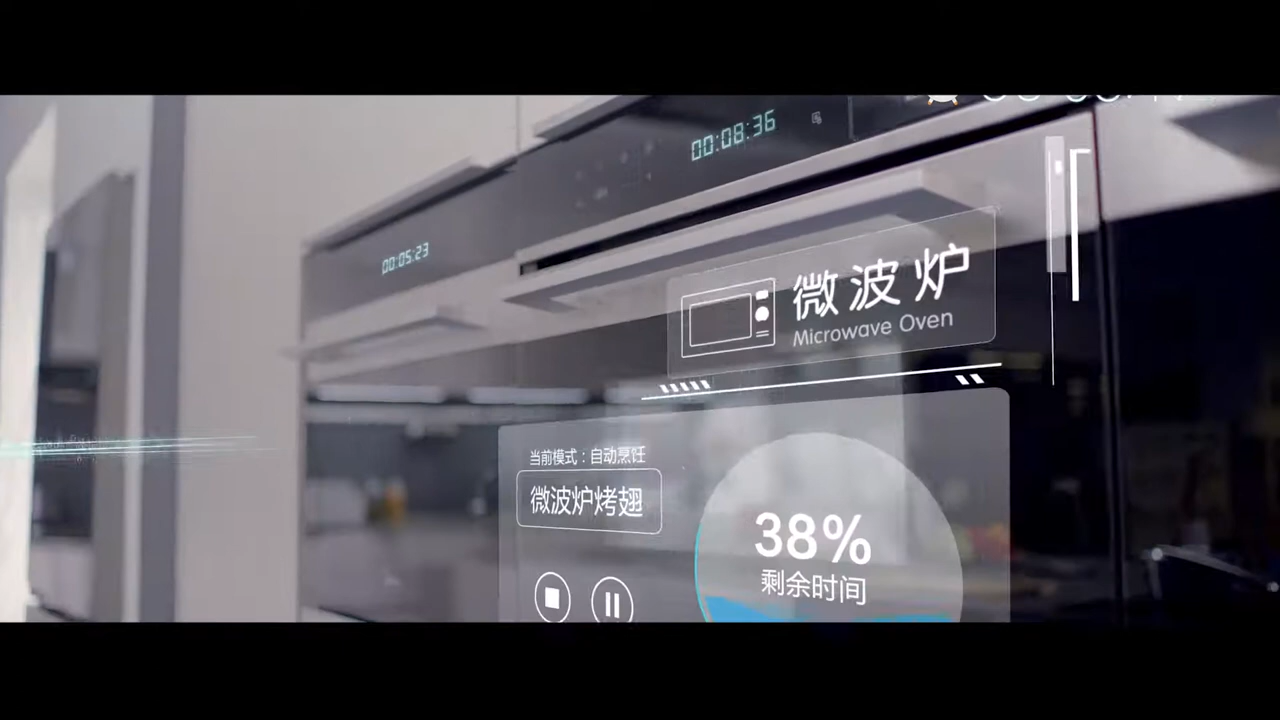 00:08:36
00:05:23
微波炉
Microwave Oven
当前模式：自动烹饪
微波炉烤翅
38%
剩余时间